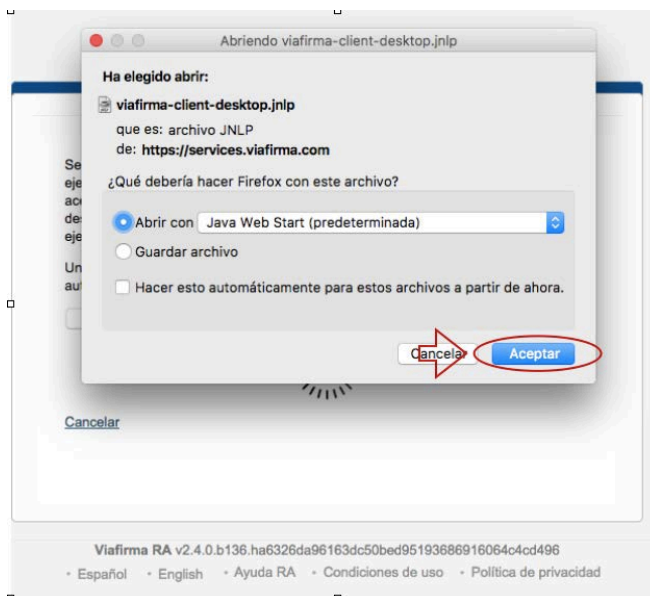 Abriendo viafirma-client-desktop.jnlp
Ha elegido abrir:
viafirma-client-desktop.jnlp
que es: archivo JNLP
de: https://services.viafirma.com
¿Qué debería hacer Firefox con este archivo?
Abrir con Java Web Start (predeterminada)
Guardar archivo
Hacer esto automáticamente para estos archivos a partir de ahora.
Cancelar Aceptar
Cancelar
Viafirma RA v2.4.0.b136.ha6326da96163dc50bed95193686916064c4cd496
• Español • English • Ayuda RA • Condiciones de uso • Política de privacidad